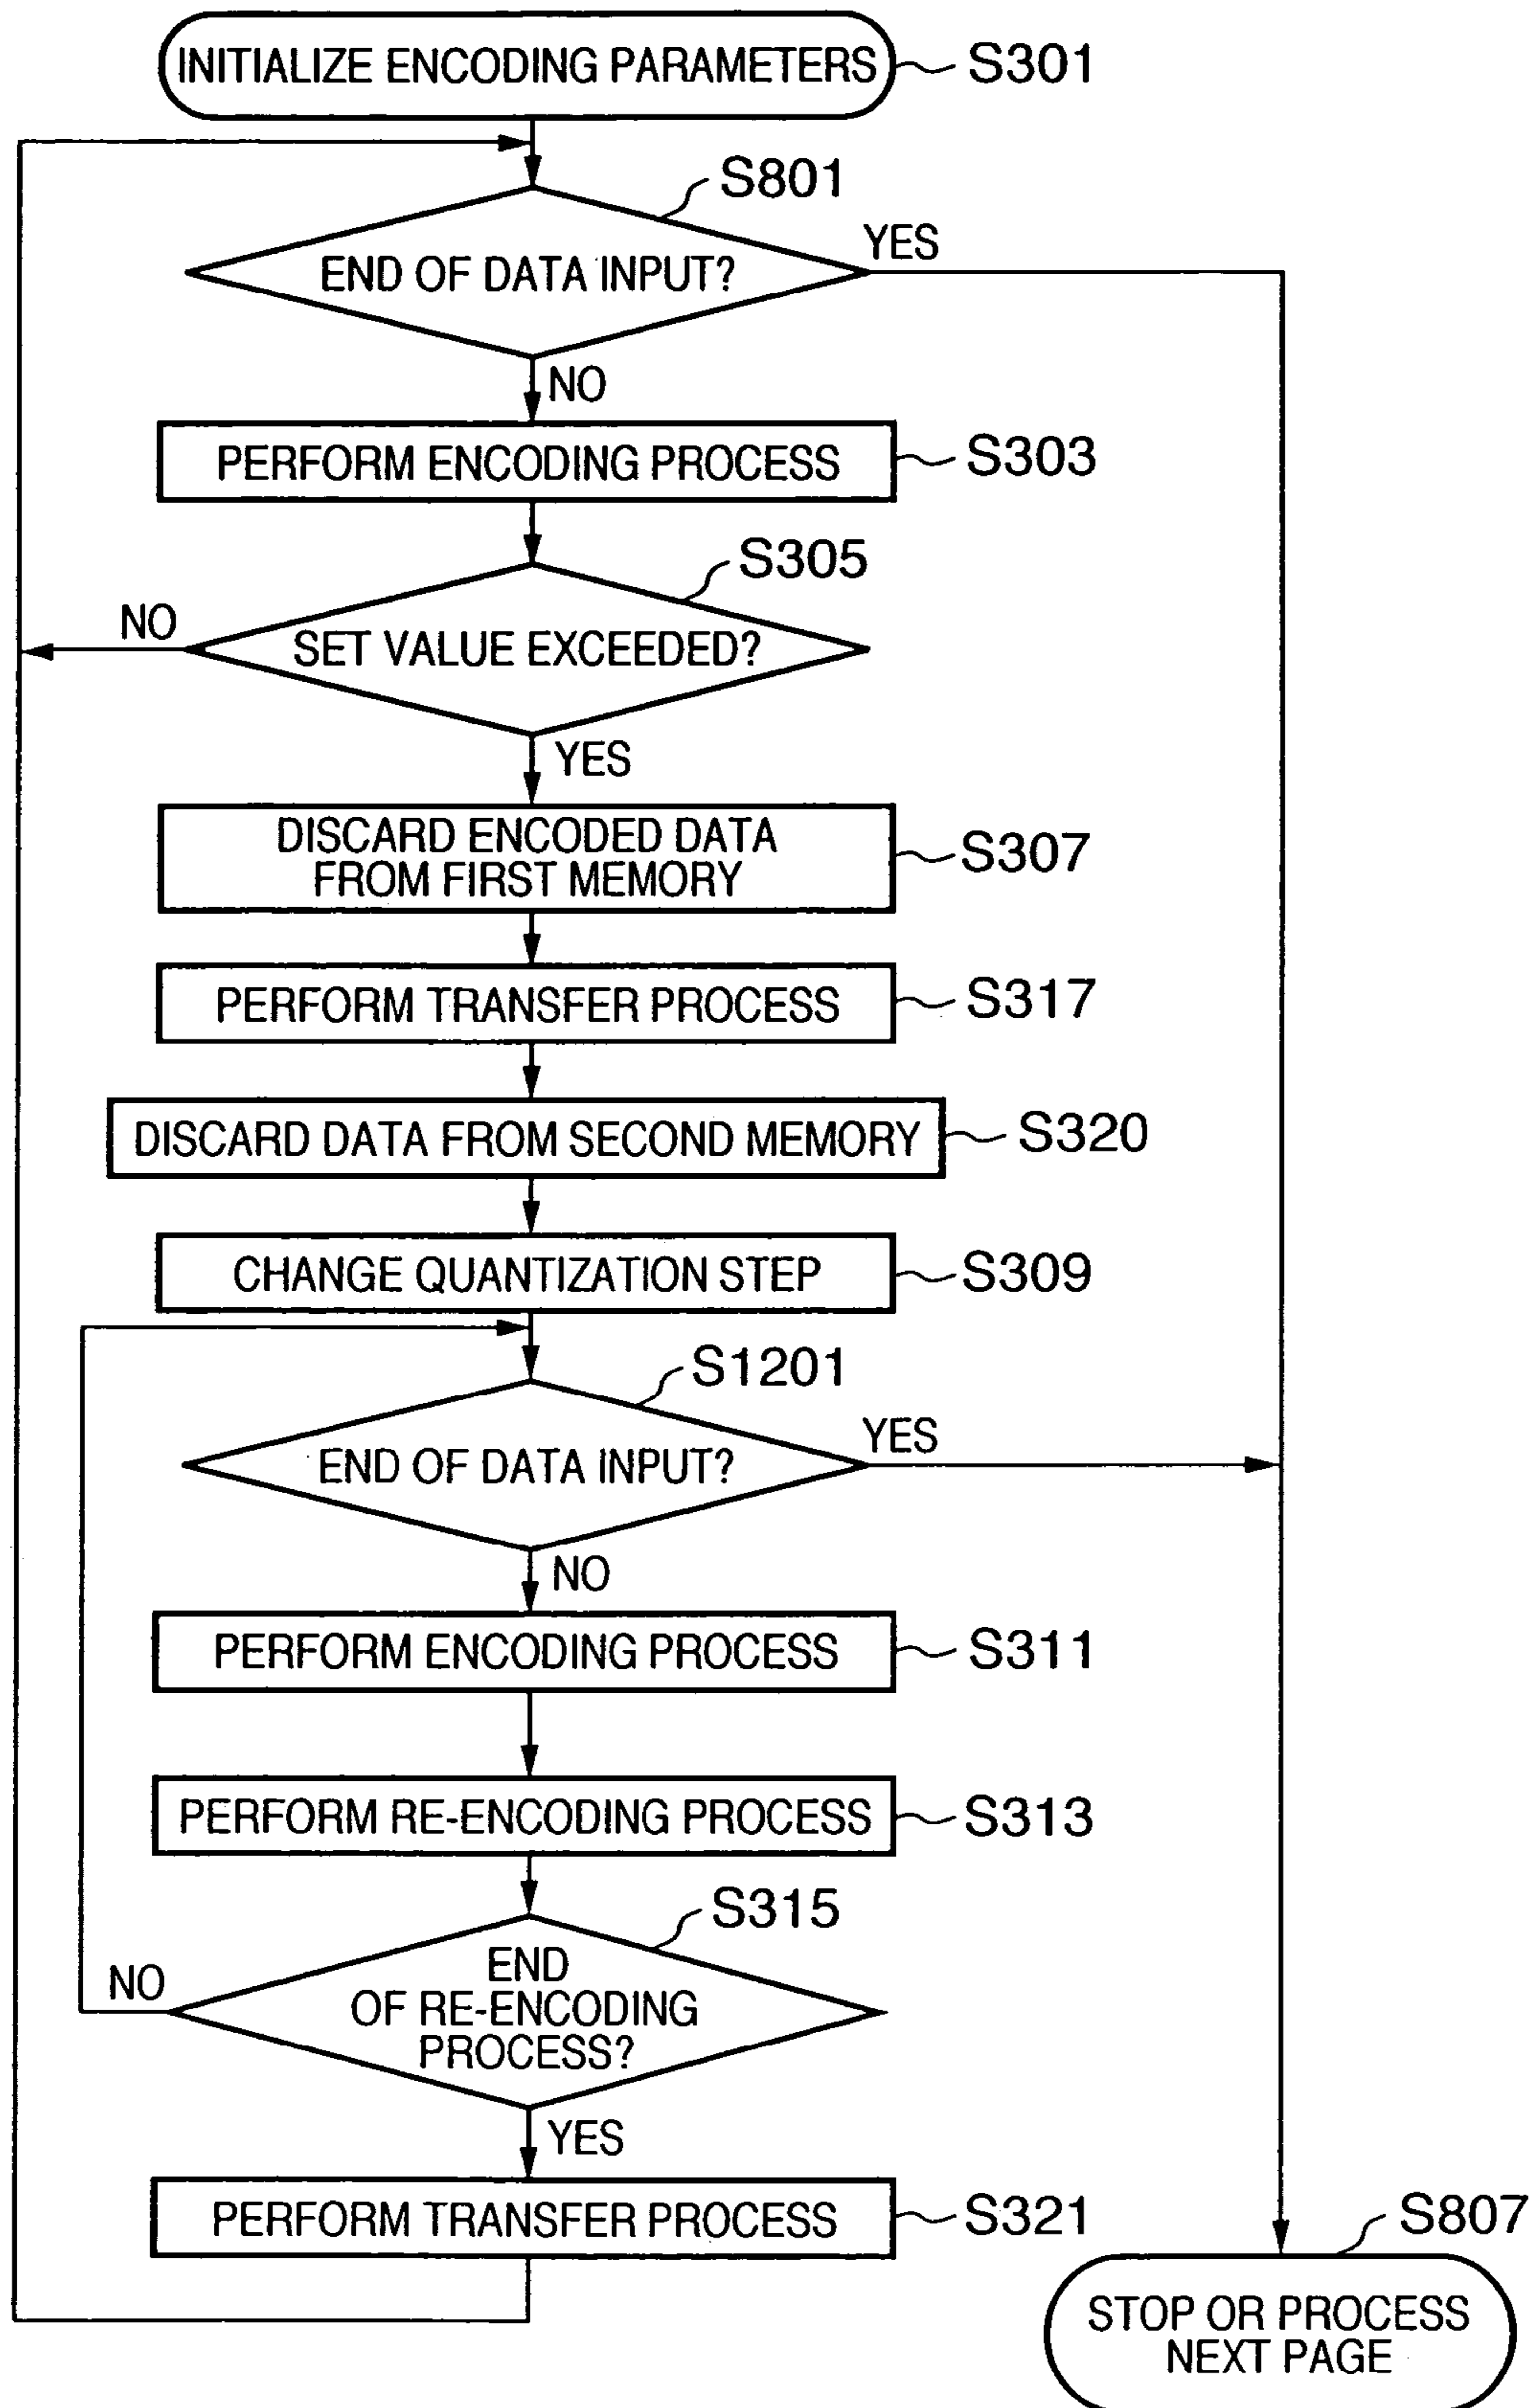 INITIALIZE ENCODING PARAMETERS
S301
S801
END OF DATA INPUT?
YES
NO
PERFORM ENCODING PROCESS
S303
S305
NO
SET VALUE EXCEEDED?
YES
DISCARD ENCODED DATA
FROM FIRST MEMORY
S307
PERFORM TRANSFER PROCESS
S317
DISCARD DATA FROM SECOND MEMORY
S320
CHANGE QUANTIZATION STEP
S309
S1201
END OF DATA INPUT?
YES
NO
PERFORM ENCODING PROCESS
S311
PERFORM RE-ENCODING PROCESS
S313
S315
NO
END
OF RE-ENCODING
PROCESS?
YES
PERFORM TRANSFER PROCESS
S321
S807
STOP OR PROCESS
NEXT PAGE